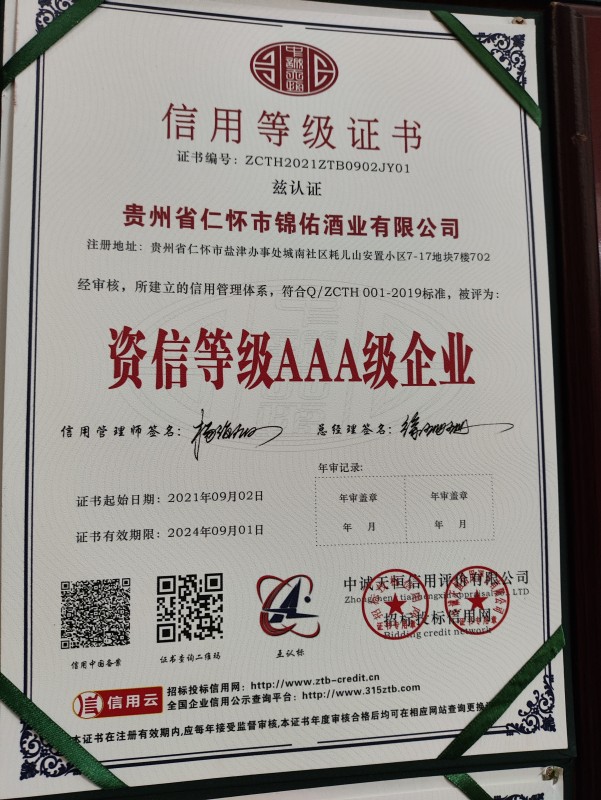 信用等级证书
证书编号：ZCTH2021ZTB0902JY01
兹认证
贵州省仁怀市锦佑酒业有限公司
注册地址：贵州省仁怀市盐津办事处城南社区耗儿山安置小区7-17地块7楼702
经审核，所建立的信用管理体系，符合Q/ZCTH 001-2019标准，被评为：
资信等级AAA级企业
信用管理师签名：
总经理签名：
年审记录:
年审盖章 年审盖章
年 月 年 月
证书起始日期：2021年09月02日
证书有效期限：2024年09月01日
中诚天恒信用评价有限公司
招标投标信用网
Bidding credit network
信用中国备案
证书查询二维码
互认标
信用云
招标投标信用网：http://www.ztb-credit.cn
全国企业信用公示查询平台：http://www.315ztb.com
本证书在注册有效期内,应每年接受监督审核,本证书年度审核合格后均可在相应网站查询更换